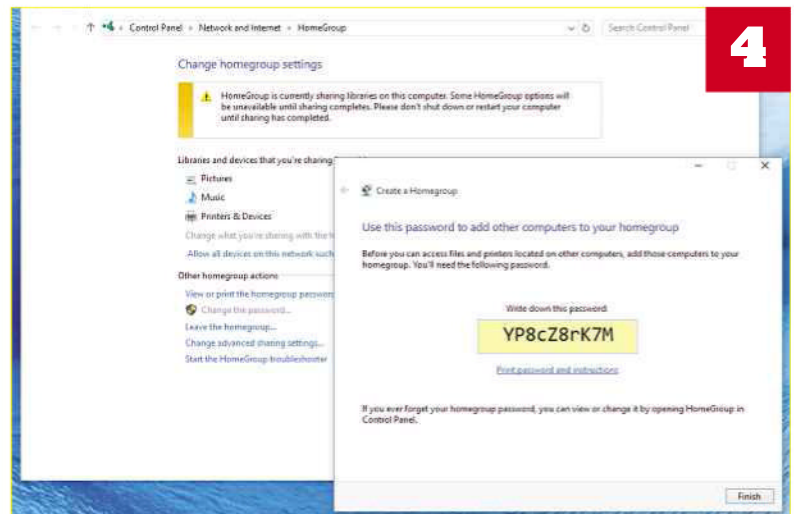 Control Panel › Network and Internet › HomeGroup
Search Control Panel
4
Change homegroup settings
HomeGroup is currently sharing libraries on this computer. Some HomeGroup options will
be unavailable until sharing completes. Please don't shut down or restart your computer
until sharing has completed.
Libraries and devices that you're sharing
Pictures
Music
Printers & Devices
Change what you're sharing with the
Allow all devices on this network such
Other homegroup actions
View or print the homegroup password
Change the password...
Leave the homegroup...
Change advanced sharing settings...
Start the HomeGroup troubleshooter
Create a Homegroup
Use this password to add other computers to your homegroup
Before you can access files and printers located on other computers, add those computers to your
homegroup. You'll need the following password.
Write down this password:
YP8cZ8rK7M
Print password and instructions
If you ever forget your homegroup password, you can view or change it by opening HomeGroup in
Control Panel.
Finish